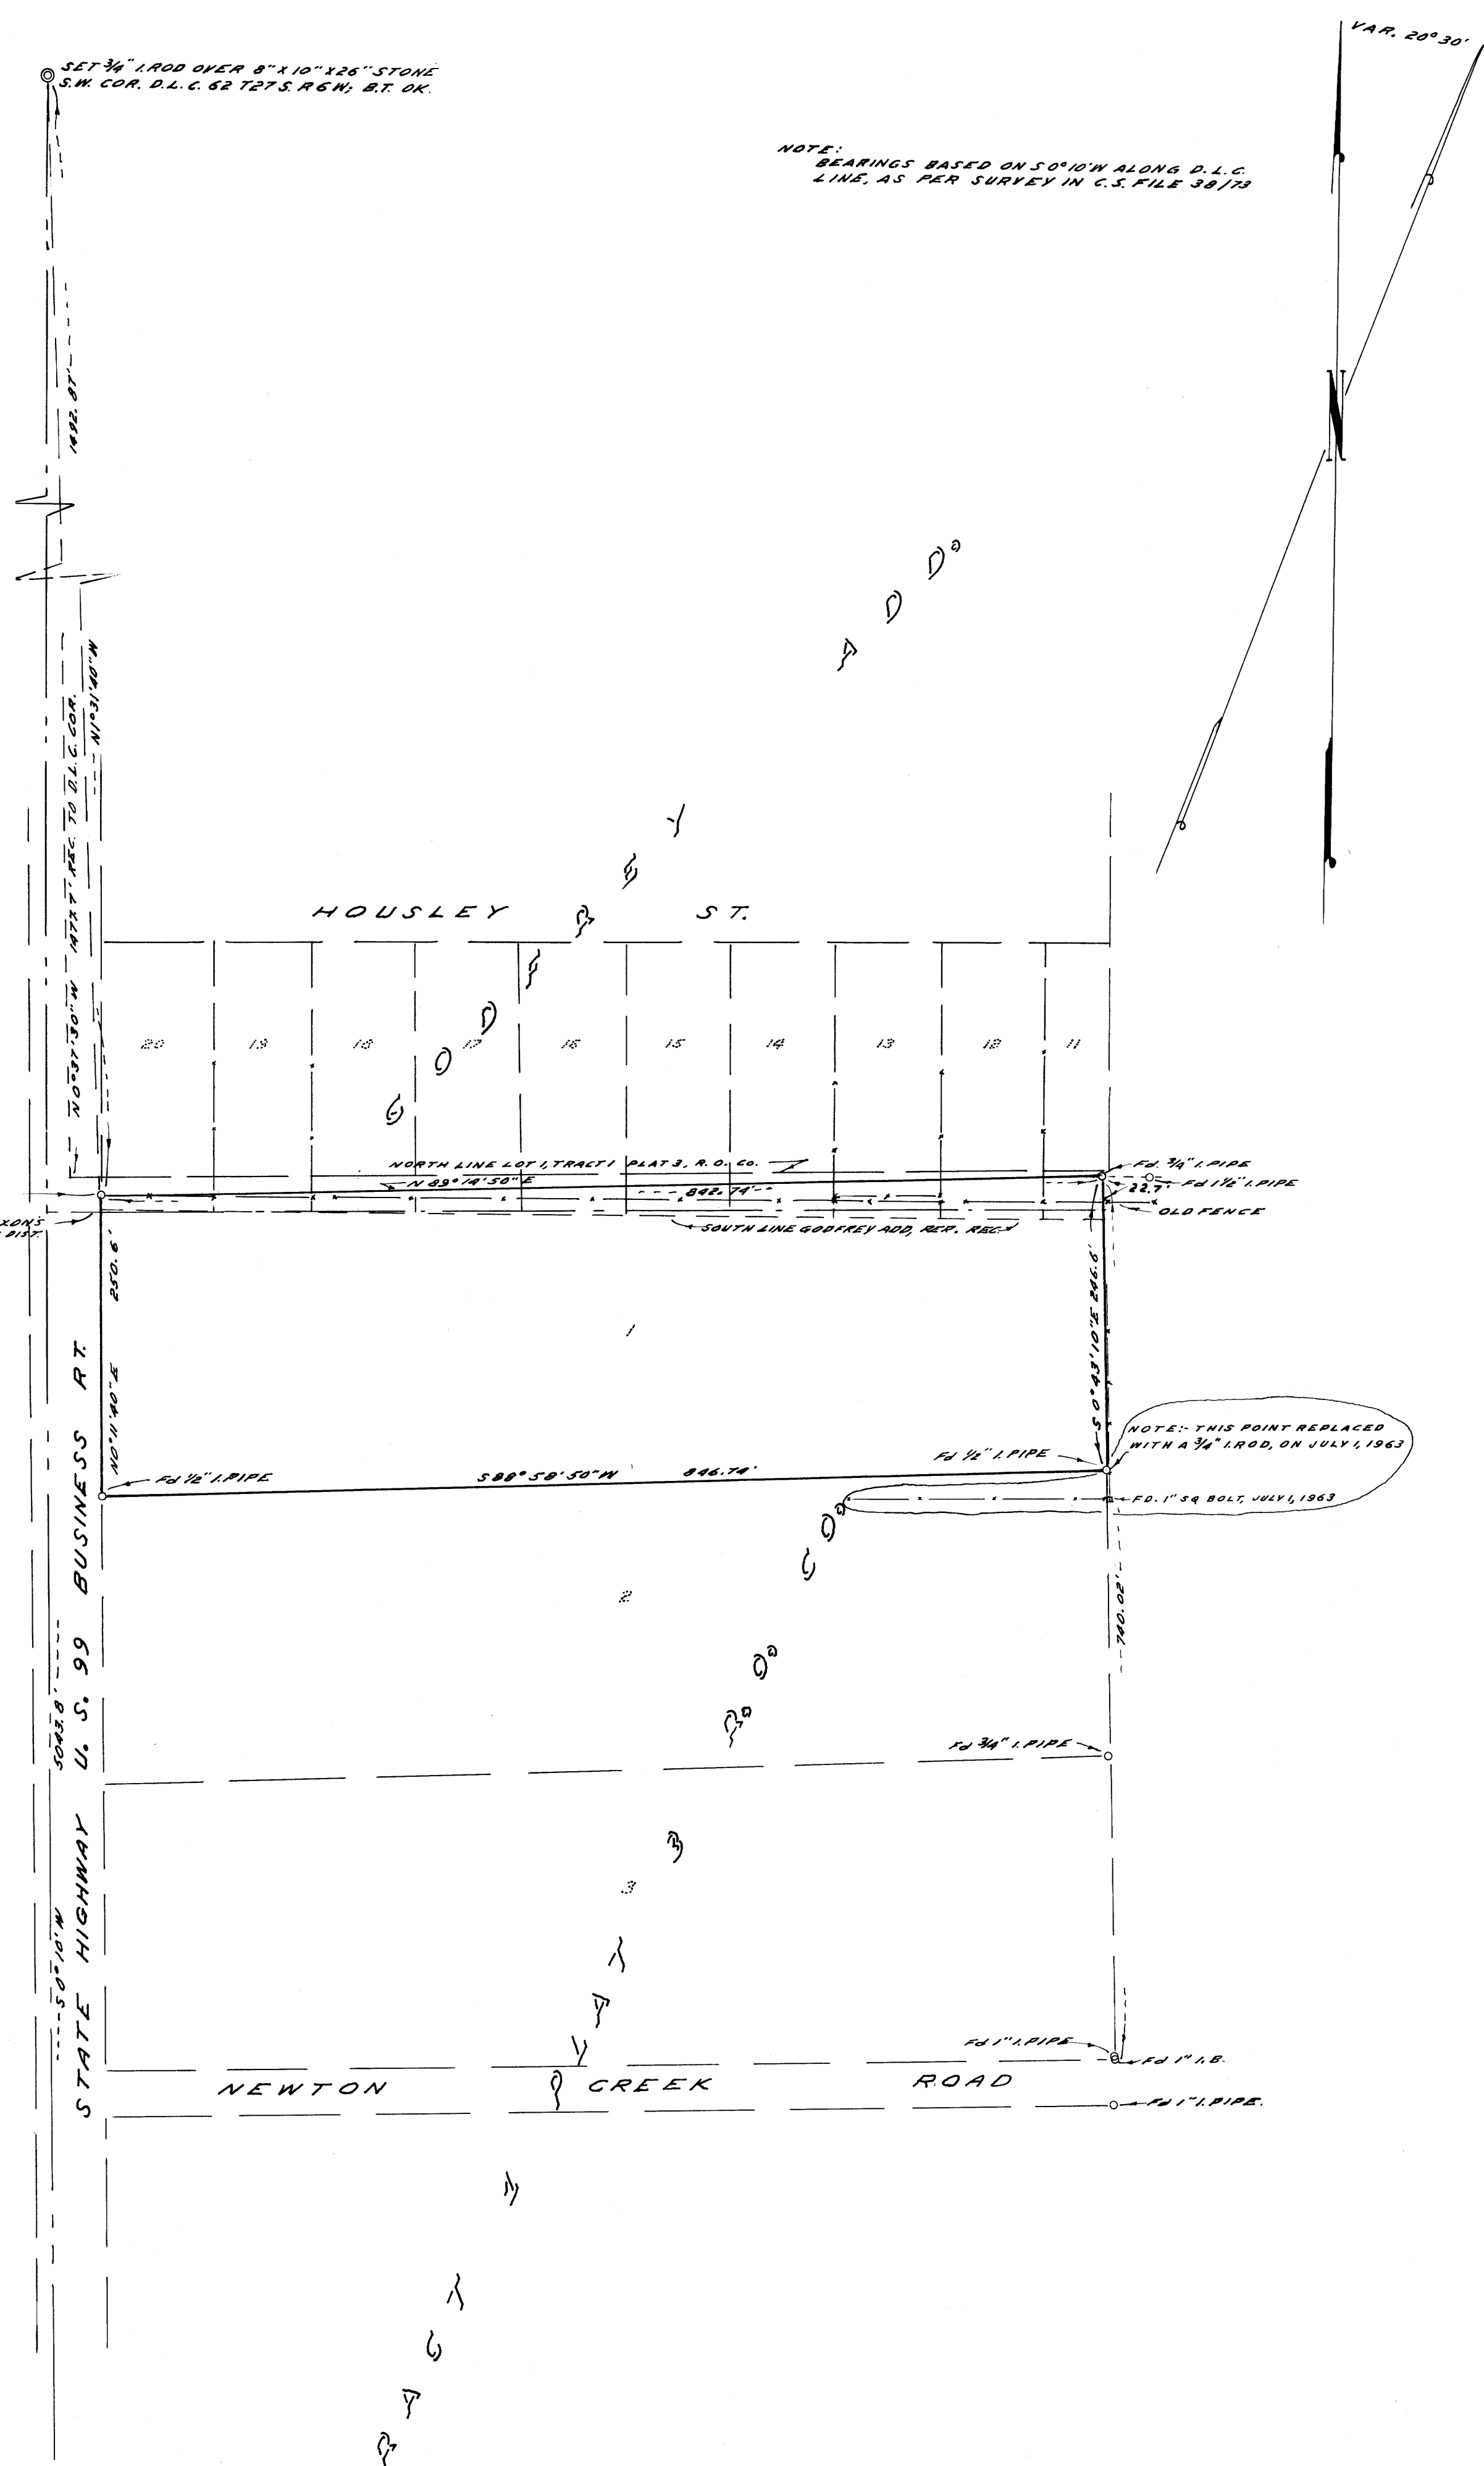 VAR. 20° 30'
SET 3/4" I.ROD OVER 8" X 10" X 26" STONE
S.W. COR. D.L.C. 62 T27 S. R 6 W; B.T. OK.
NOTE:
BEARINGS BASED ON S 0° 10' W ALONG D.L.C.
LINE, AS PER SURVEY IN C.S. FILE 38/73
N
1492.87'
N 1° 31' 40" W
REC. TO D.L.C. COR.
N 0° 23' 30" W
GODFREY ADD.
HOUSLEY ST.
20 19 18 17 16 15 14 13 12 11
NORTH LINE LOT 1, TRACT 1 PLAT 3, R.O. CO.
N 89° 14' 50" E
842.74'
Fd. 3/4" I.PIPE
Fd 1 1/2" I.PIPE
22.7'
OLD FENCE
SOUTH LINE GODFREY ADD, PER. REC.
DIST.
250.9'
N 0° 11' 40" E
1
S 0° 43' 10" E 246.9'
NOTE:- THIS POINT REPLACED
WITH A 3/4" I.ROD, ON JULY 1, 1963
Fd 1/2" I.PIPE
Fd 1/2" I.PIPE
S 88° 58' 50" W 846.74'
FD. 1" SQ BOLT, JULY 1, 1963
2
740.02'
Fd 3/4" I.PIPE
3
5043.8'
S 0° 10' W
STATE HIGHWAY U.S. 99 BUSINESS RT.
Fd 1" I.PIPE
Fd 1" I.B.
NEWTON CREEK ROAD
Fd 1" I.PIPE.